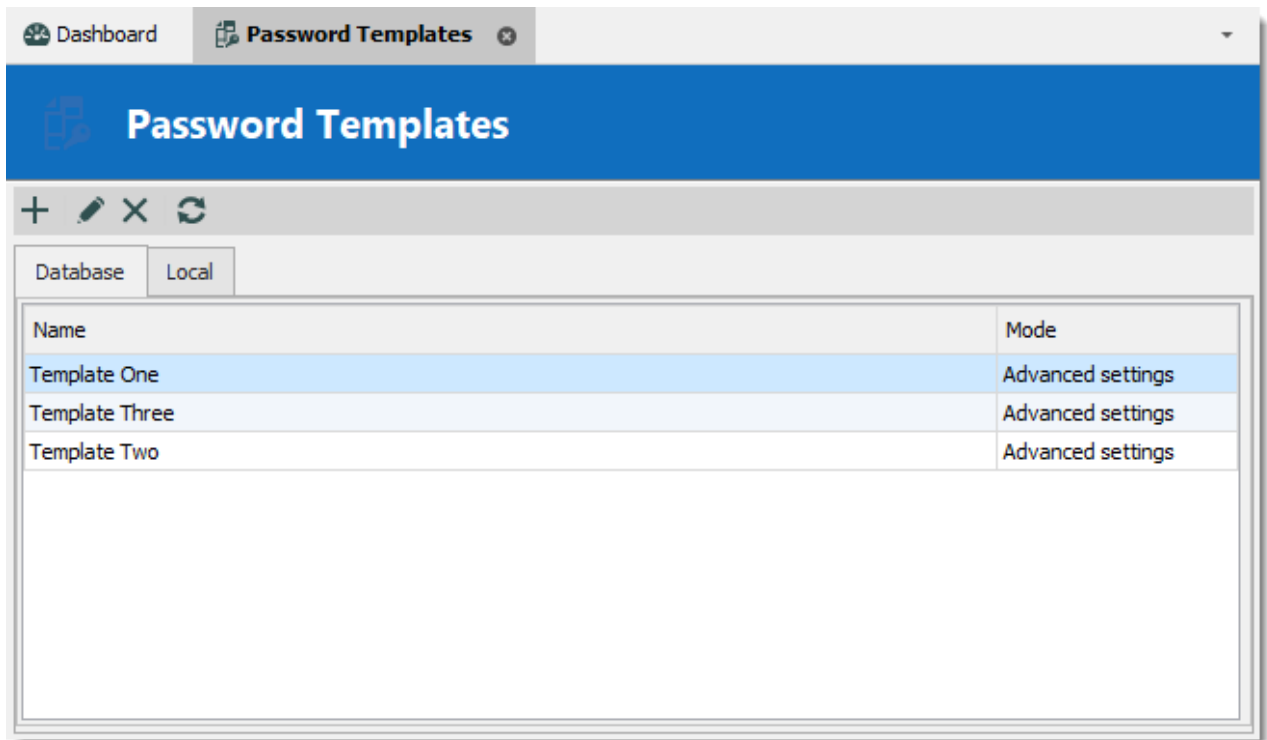 Dashboard Password Templates
Password Templates
Database Local
Name Mode
Template One Advanced settings
Template Three Advanced settings
Template Two Advanced settings